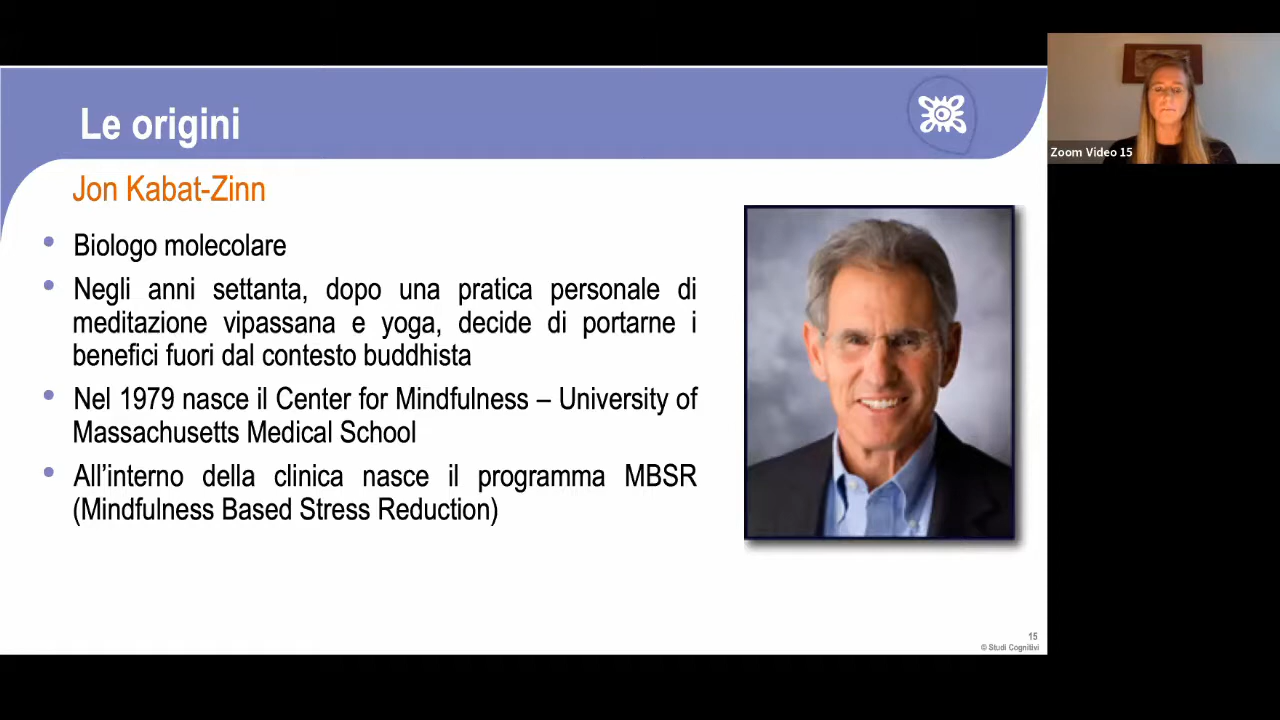 Le origini
Jon Kabat-Zinn
Biologo molecolare
Negli anni settanta, dopo una pratica personale di
meditazione vipassana e yoga, decide di portarne i
benefici fuori dal contesto buddhista
Nel 1979 nasce il Center for Mindfulness – University of
Massachusetts Medical School
All’interno della clinica nasce il programma MBSR
(Mindfulness Based Stress Reduction)
15
© Studi Cognitivi
Zoom Video 15